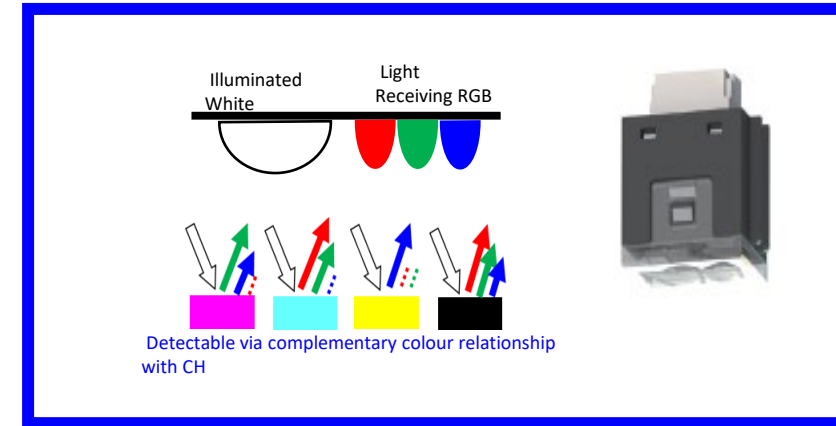 Illuminated
White
Light
Receiving RGB
Detectable via complementary colour relationship
with CH